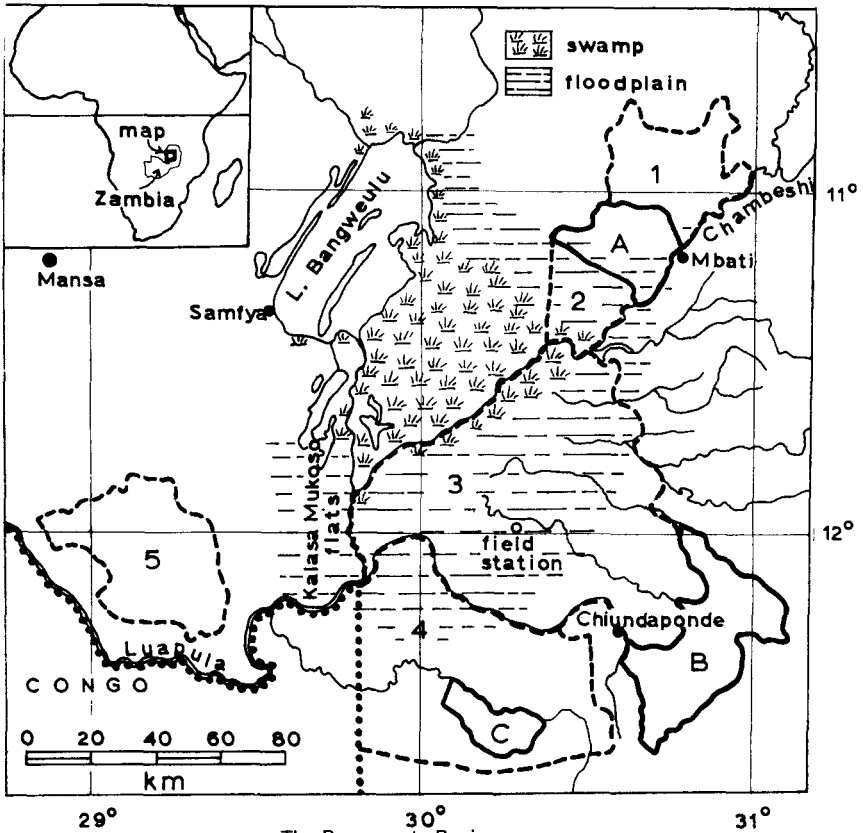 swamp
floodplain
map
Zambia
1
11°
Chambeshi
A
Mbati
L. Bangweulu
Mansa
Samfya
2
3
Kalasa Mukoso
flats
12°
field
station
5
4
Chiundaponde
Luapula
B
CONGO
C
0 20 40 60 80
km
29° 30° 31°